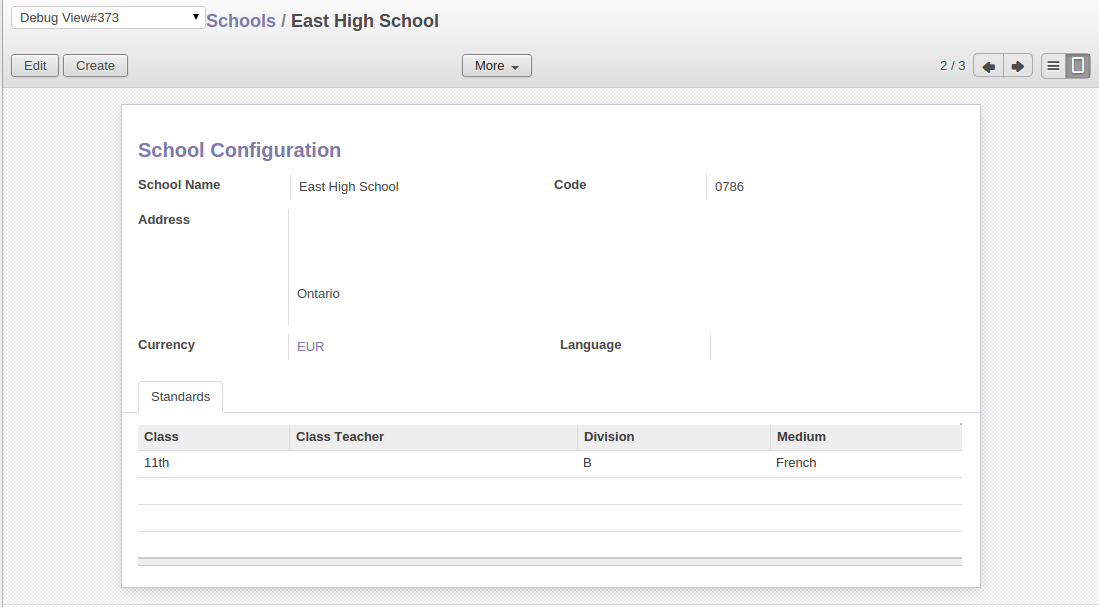 Debug View#373 Schools / East High School
Edit Create More 2 / 3
School Configuration
School Name East High School Code 0786
Address
Ontario
Currency EUR Language
Standards
Class Class Teacher Division Medium
11th B French